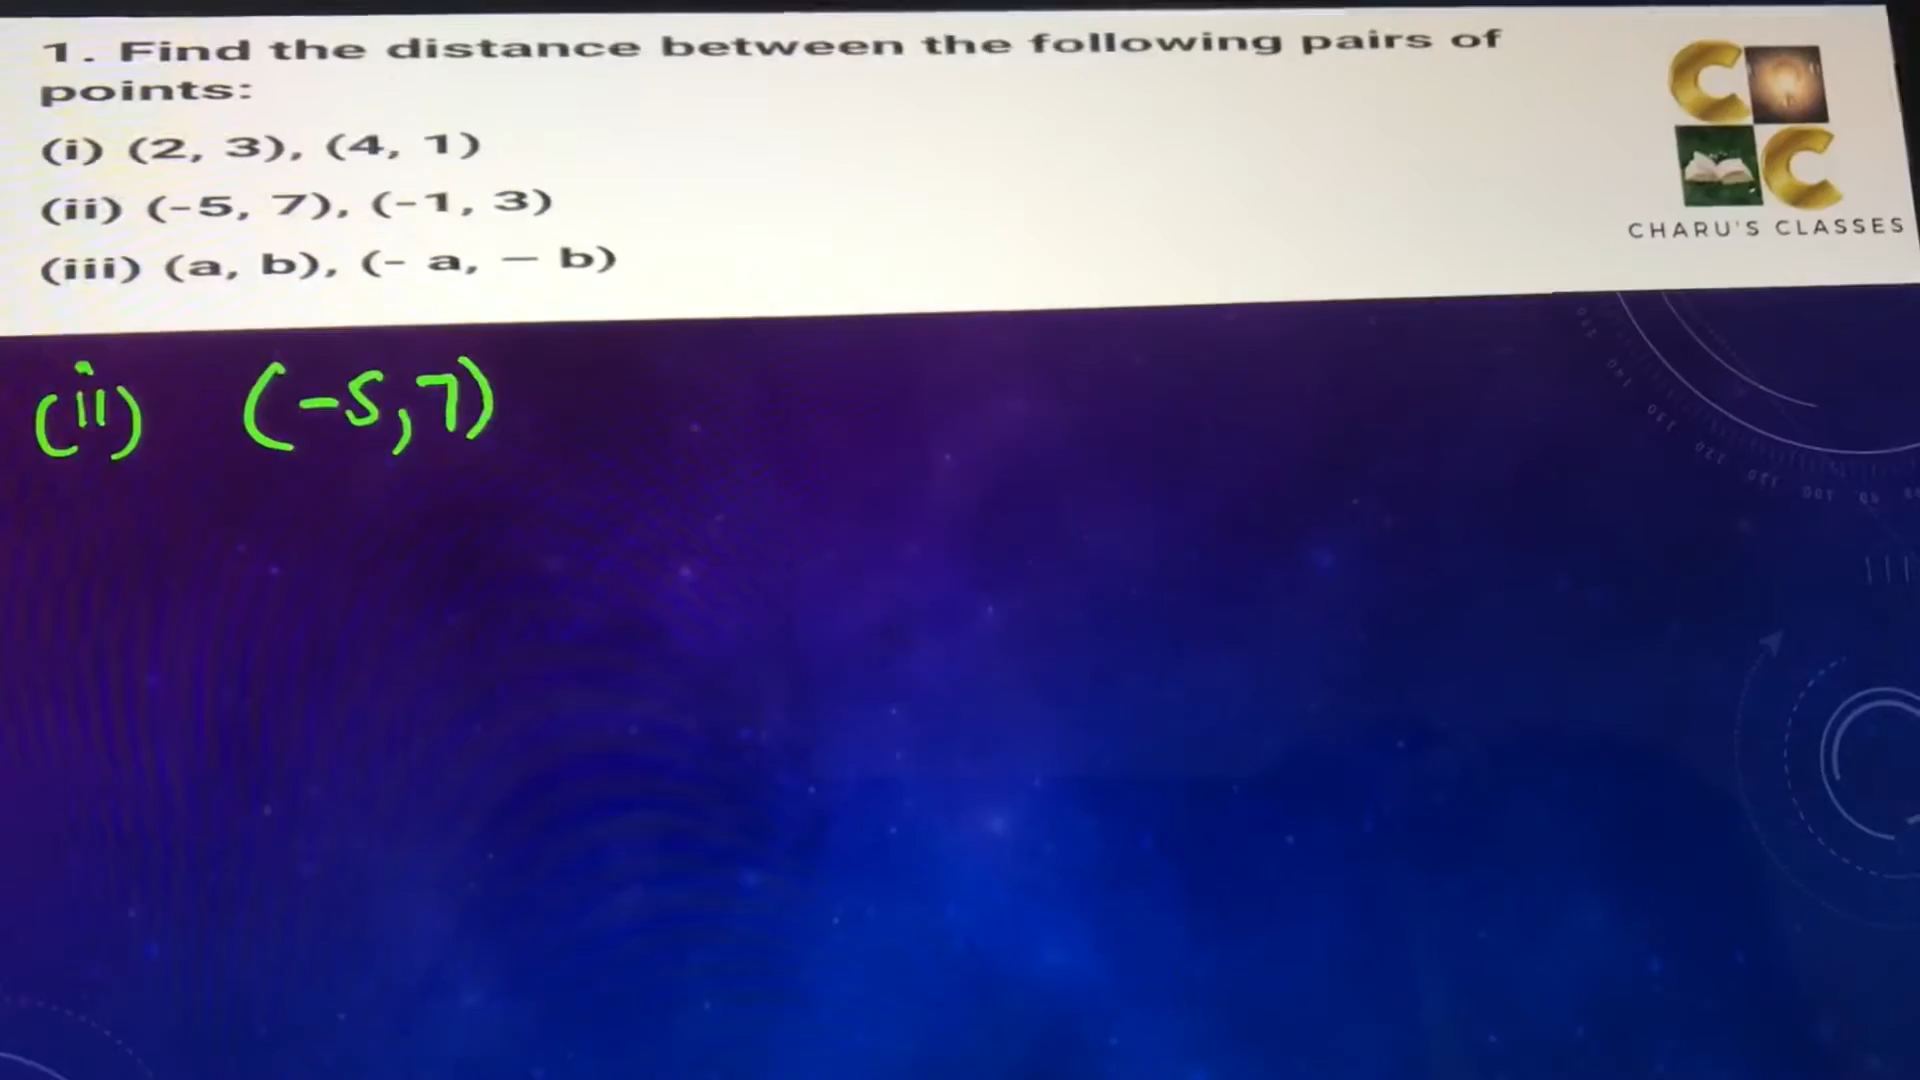 1. Find the distance between the following pairs of
points:
(i) (2, 3), (4, 1)
(ii) (-5, 7), (-1, 3)
(iii) (a, b), (- a, – b)
CHARU'S CLASSES
(ii) (-5,7)